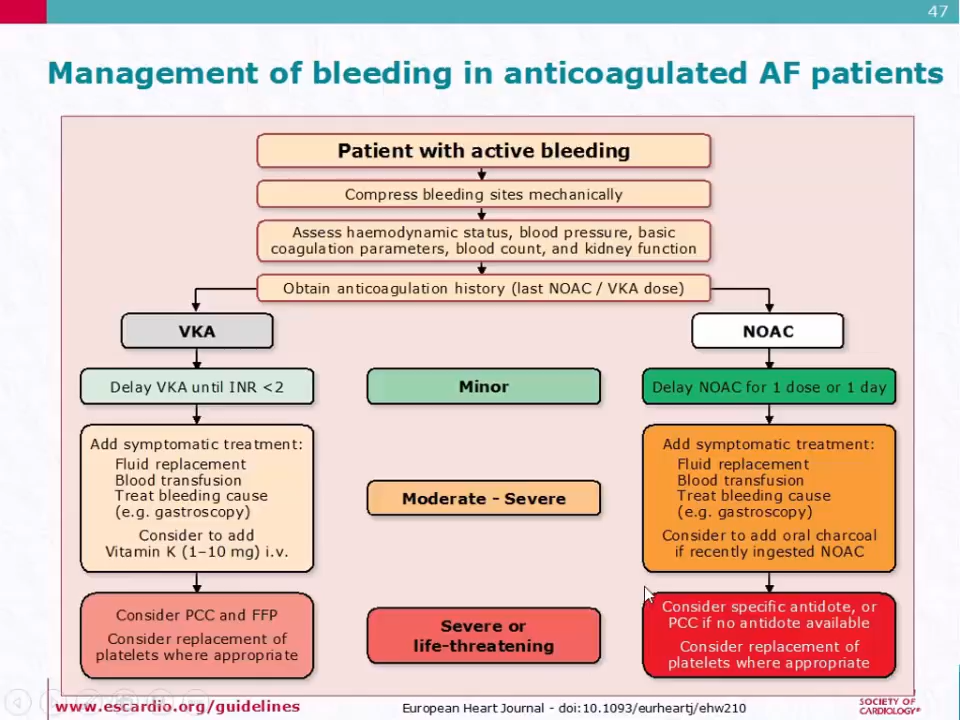 47
Management of bleeding in anticoagulated AF patients
Patient with active bleeding
Compress bleeding sites mechanically
Assess haemodynamic status, blood pressure, basic
coagulation parameters, blood count, and kidney function
Obtain anticoagulation history (last NOAC / VKA dose)
VKA
NOAC
Delay VKA until INR <2
Minor
Delay NOAC for 1 dose or 1 day
Add symptomatic treatment:
Fluid replacement
Blood transfusion
Treat bleeding cause
(e.g. gastroscopy)
Consider to add
Vitamin K (1–10 mg) i.v.
Moderate - Severe
Add symptomatic treatment:
Fluid replacement
Blood transfusion
Treat bleeding cause
(e.g. gastroscopy)
Consider to add oral charcoal
if recently ingested NOAC
Consider PCC and FFP
Consider replacement of
platelets where appropriate
Severe or
life-threatening
Consider specific antidote, or
PCC if no antidote available
Consider replacement of
platelets where appropriate
www.escardio.org/guidelines
European Heart Journal - doi:10.1093/eurheartj/ehw210
SOCIETY OF
CARDIOLOGY®